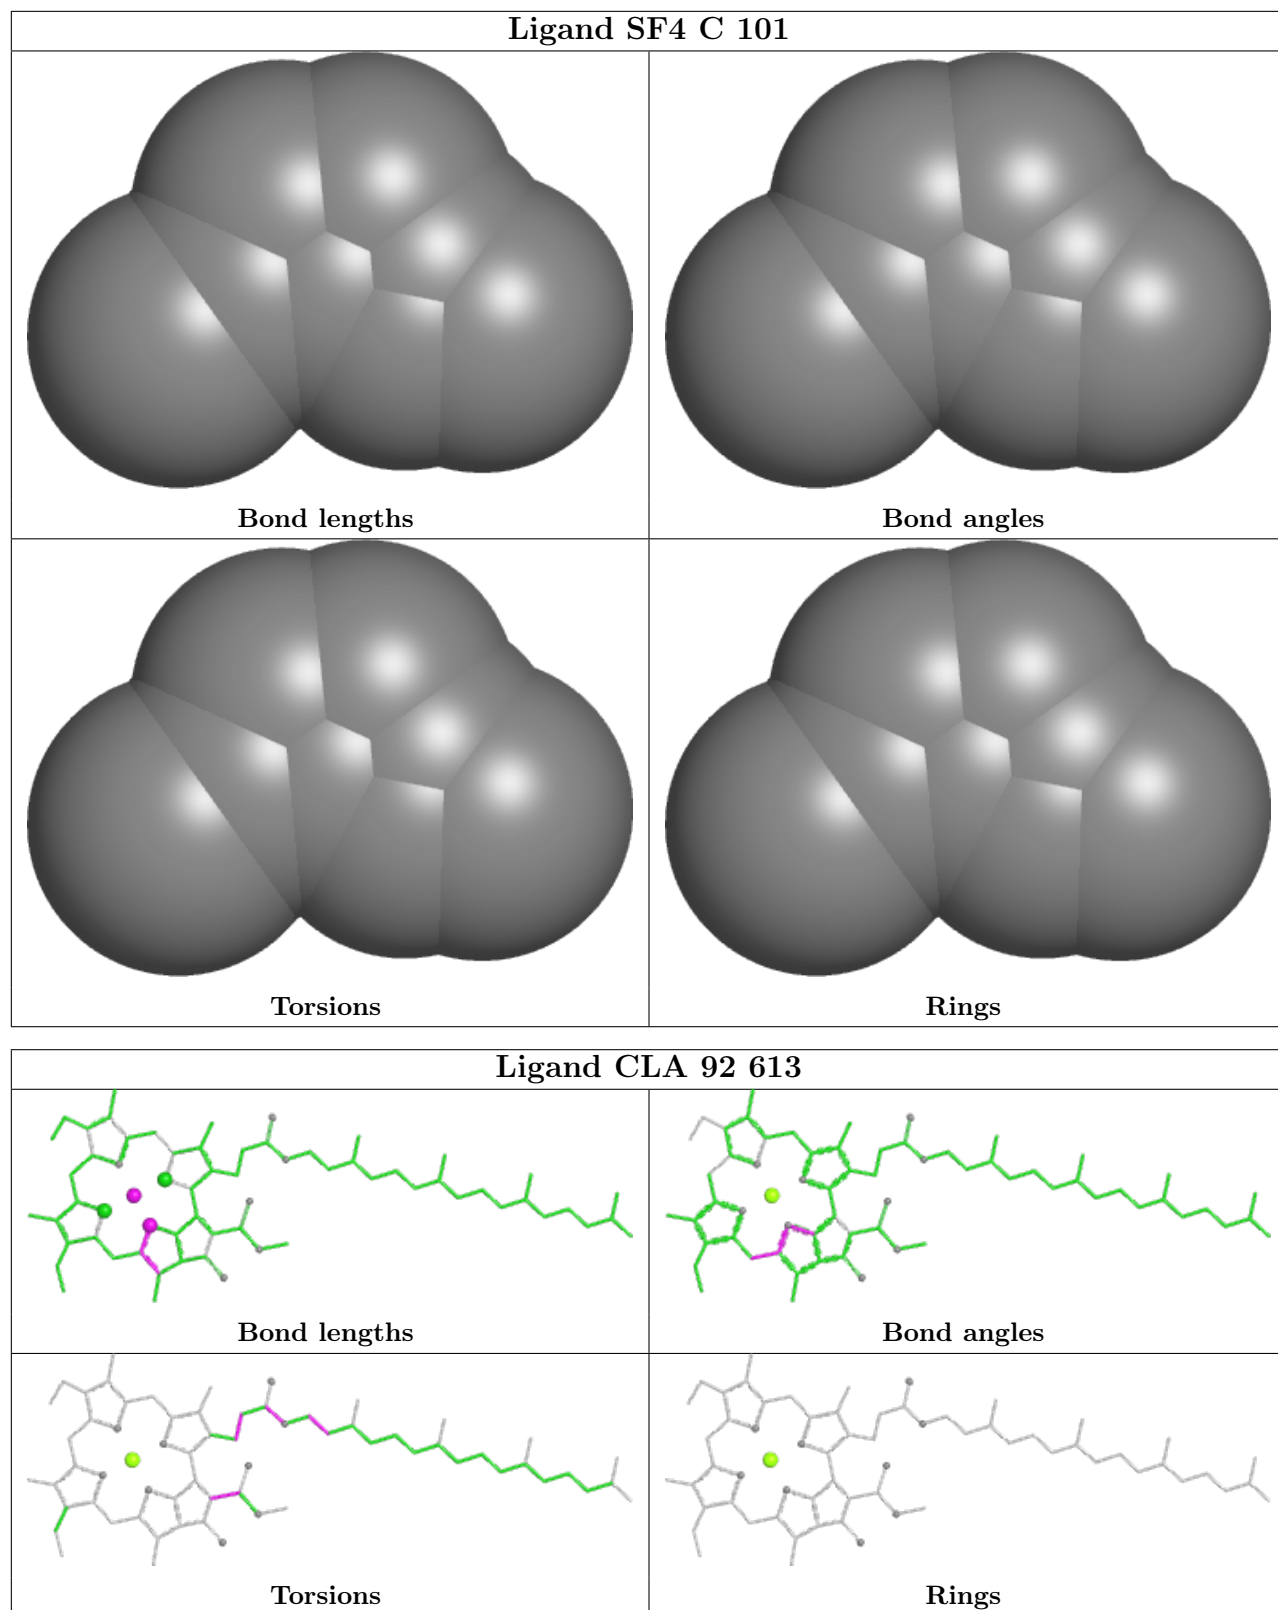 Ligand SF4 C 101
Bond lengths
Bond angles
Torsions
Rings
Ligand CLA 92 613
Bond lengths
Bond angles
Torsions
Rings